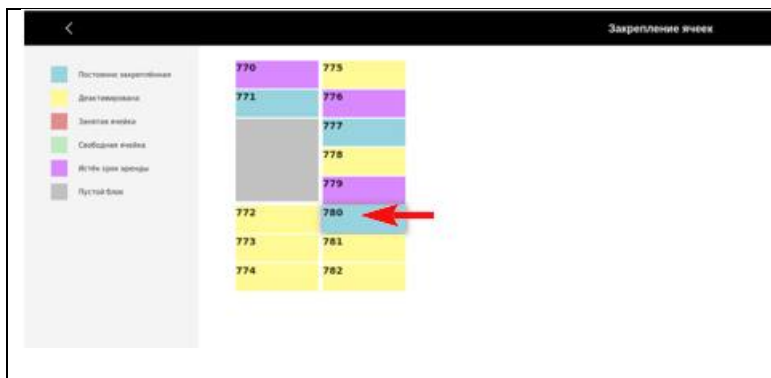 Закрепление ячеек
Постоянно закреплённая
Деактивирована
Занятая ячейка
Свободная ячейка
Истёк срок аренды
Пустой блок
770 775
771 776
777
778
779
772 780
773 781
774 782